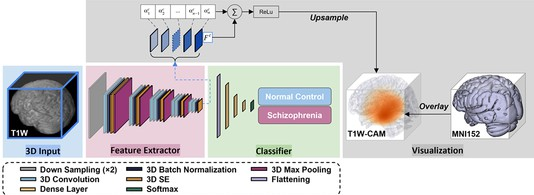 Upsample
ReLu
Σ
...
T1W
3D Input
Feature Extractor
Normal Control
Schizophrenia
Classifier
T1W-CAM
Overlay
MNI152
Visualization
Down Sampling (×2)
3D Batch Normalization
3D Max Pooling
3D Convolution
3D SE
Flattening
Dense Layer
Softmax